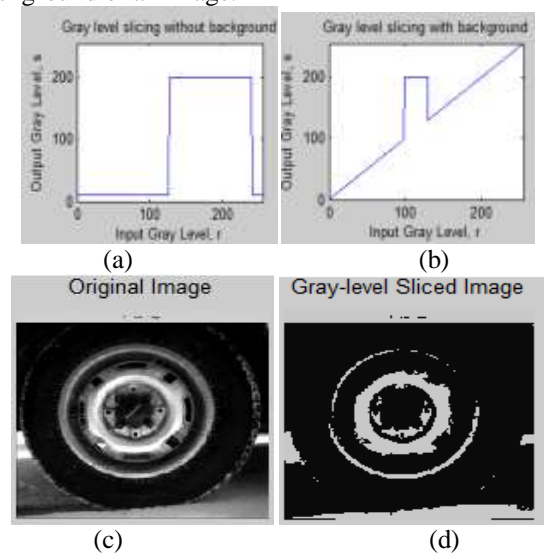 Gray level slicing without background
Gray level slicing with background
Output Gray Level, s
200
100
0
0 100 200
Input Gray Level, r
Output Gray Level, s
200
100
0
0 100 200
Input Gray Level, r
(a) (b)
Original Image Gray-level Sliced Image
(c) (d)